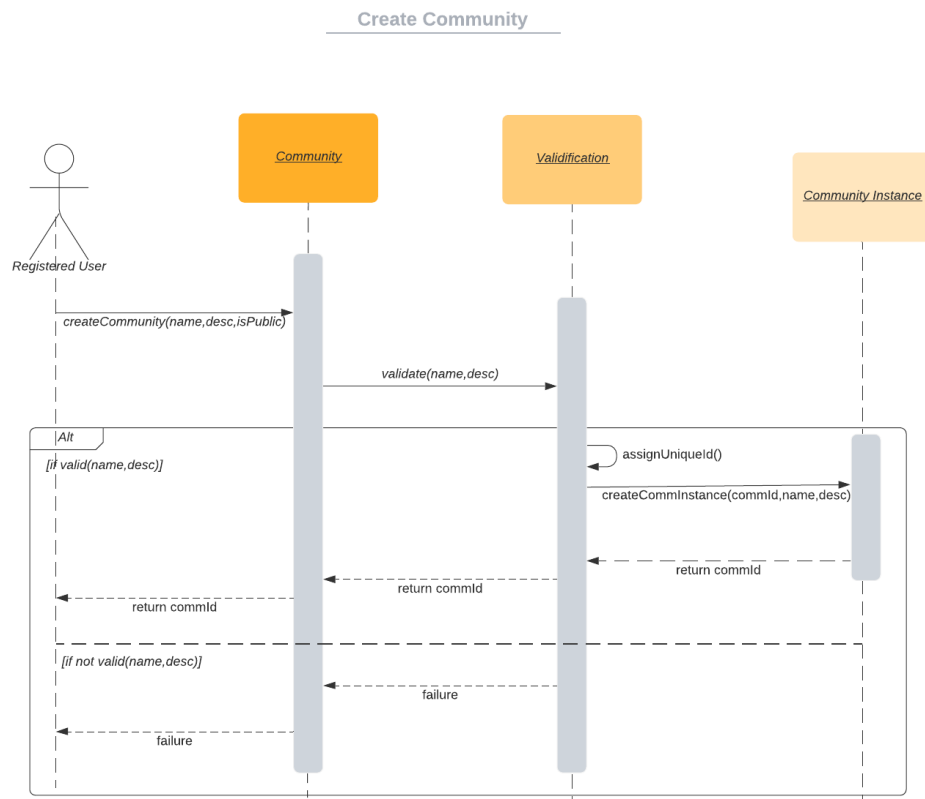 Create Community
Community
Validification
Community Instance
Registered User
createCommunity(name,desc,isPublic)
validate(name,desc)
Alt
[if valid(name,desc)]
assignUniqueId()
createCommInstance(commId,name,desc)
return commId
return commId
return commId
[if not valid(name,desc)]
failure
failure